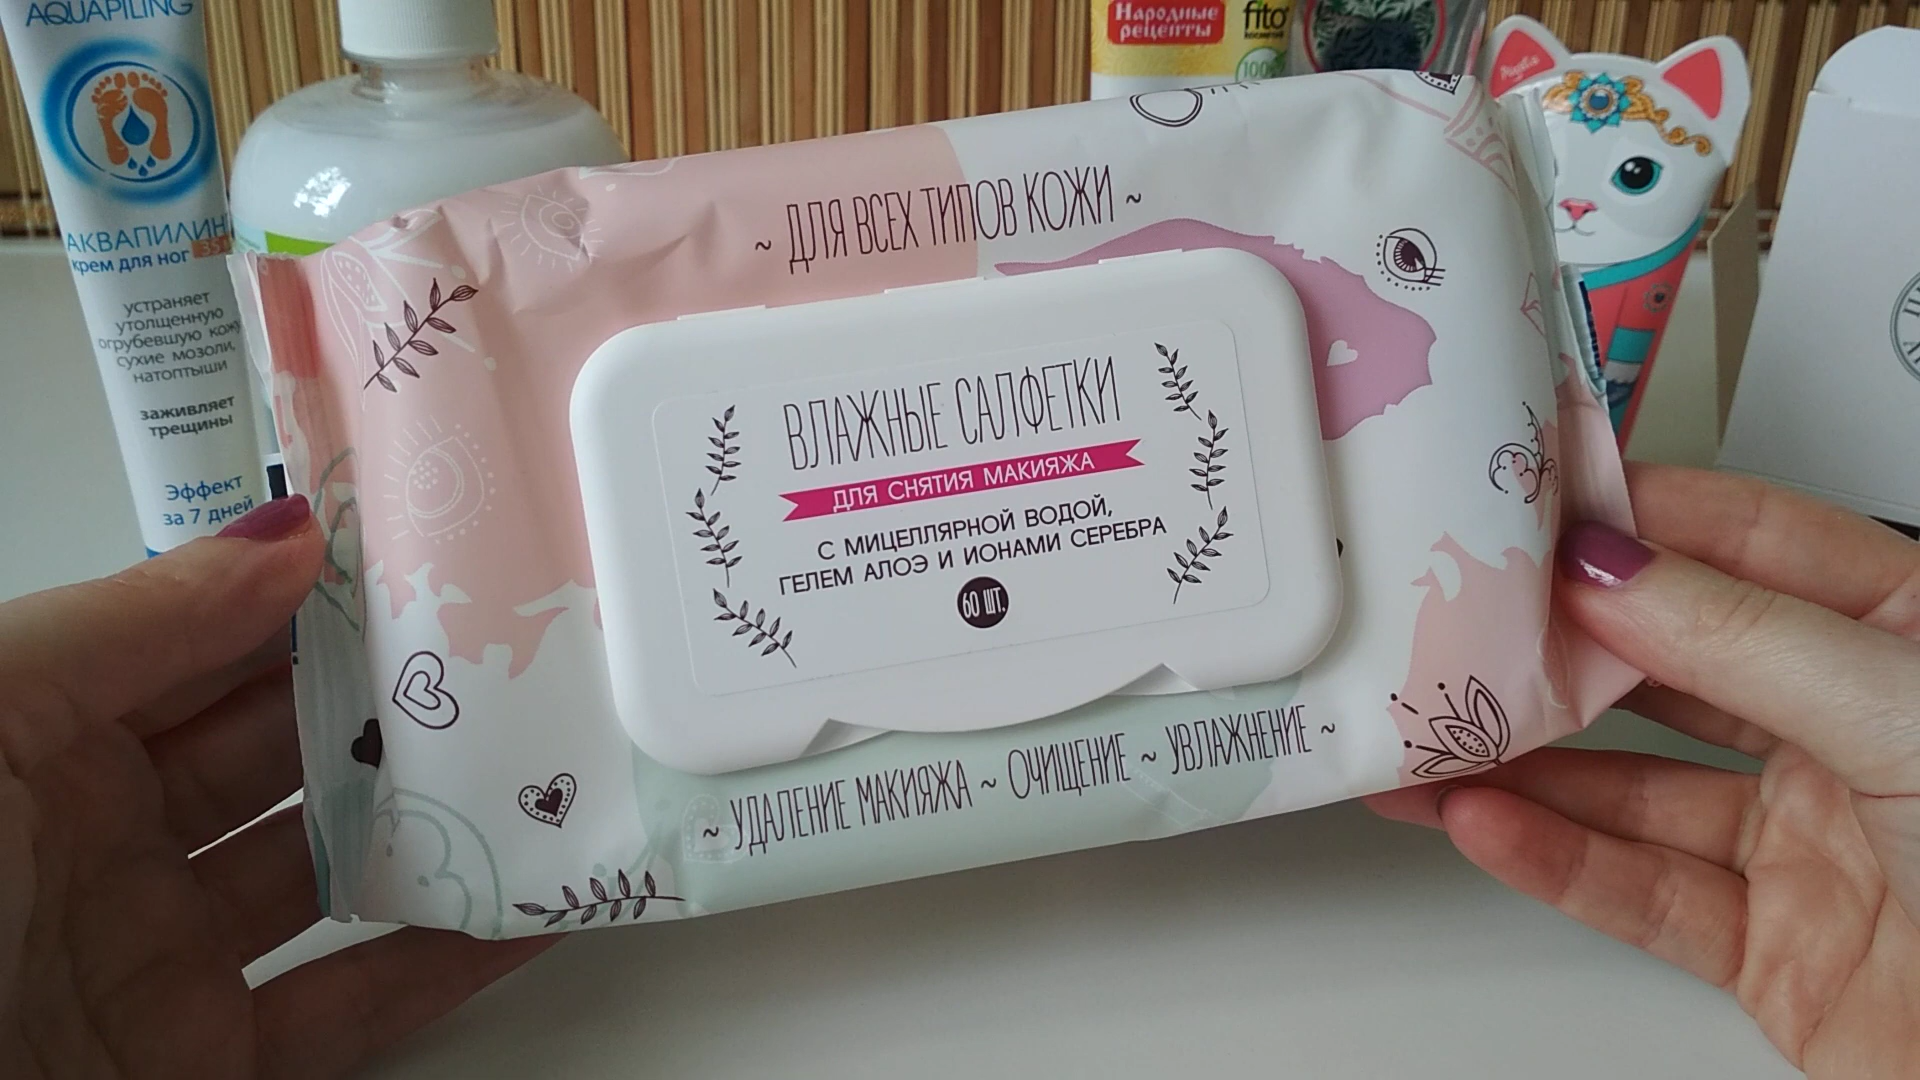 AQUAPILING
АКВАПИЛИН
крем для ног
устраняет
утолщенную
огрубевшую кожу,
сухие мозоли,
натоптыши
заживляет
трещины
Эффект
за 7 дней
Народные
рецепты
fito
~ ДЛЯ ВСЕХ ТИПОВ КОЖИ ~
ВЛАЖНЫЕ САЛФЕТКИ
ДЛЯ СНЯТИЯ МАКИЯЖА
С МИЦЕЛЛЯРНОЙ ВОДОЙ,
ГЕЛЕМ АЛОЭ И ИОНАМИ СЕРЕБРА
60 ШТ.
~ УДАЛЕНИЕ МАКИЯЖА ~ ОЧИЩЕНИЕ ~ УВЛАЖНЕНИЕ ~